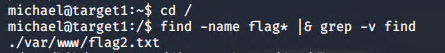 michael@target1:~$ cd /
michael@target1:/$ find -name flag* |& grep -v find
./var/www/flag2.txt